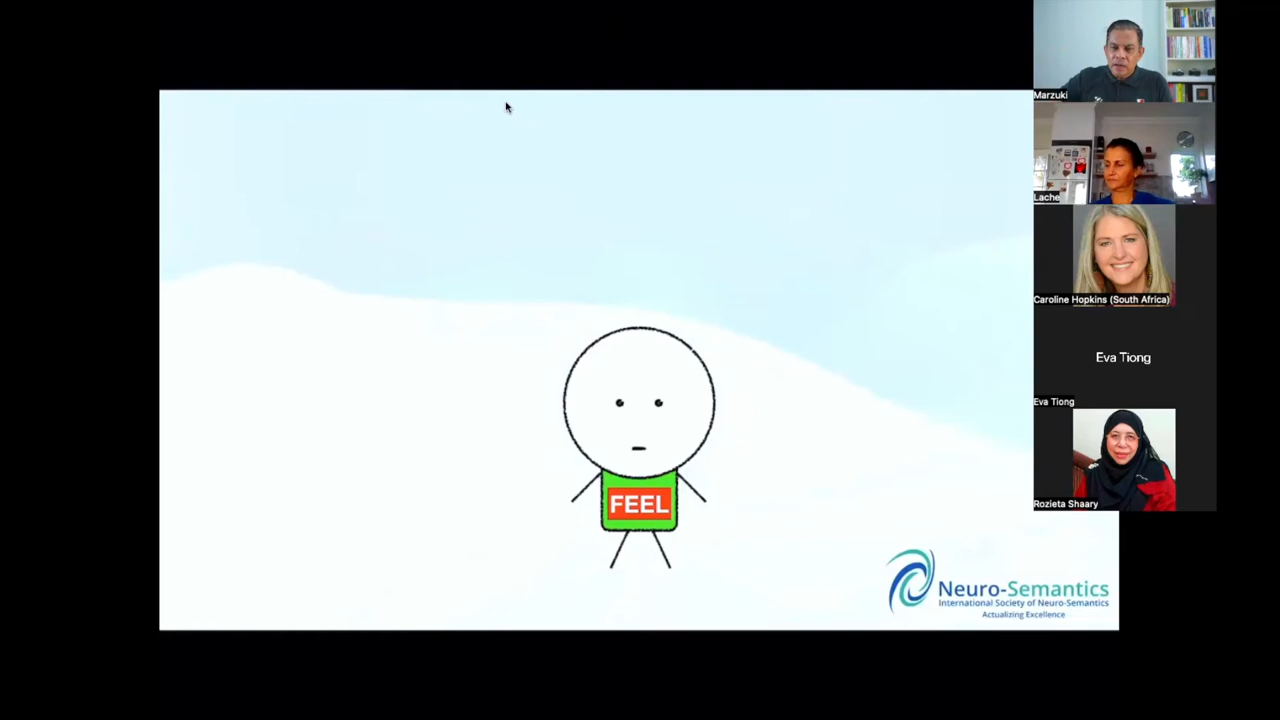 FEEL
Neuro-Semantics
International Society of Neuro-Semantics
Actualizing Excellence
Marzuki
Lache
Caroline Hopkins (South Africa)
Eva Tiong
Eva Tiong
Rozieta Shaary